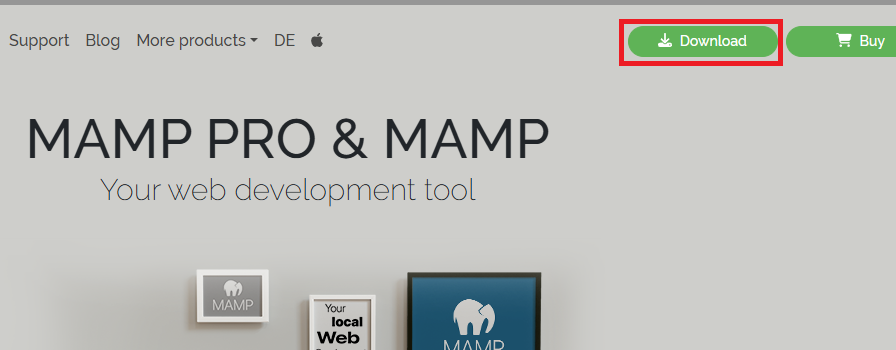 Support Blog More products DE Download Buy
MAMP PRO & MAMP
Your web development tool
MAMP
Your
local
Web
MAMP